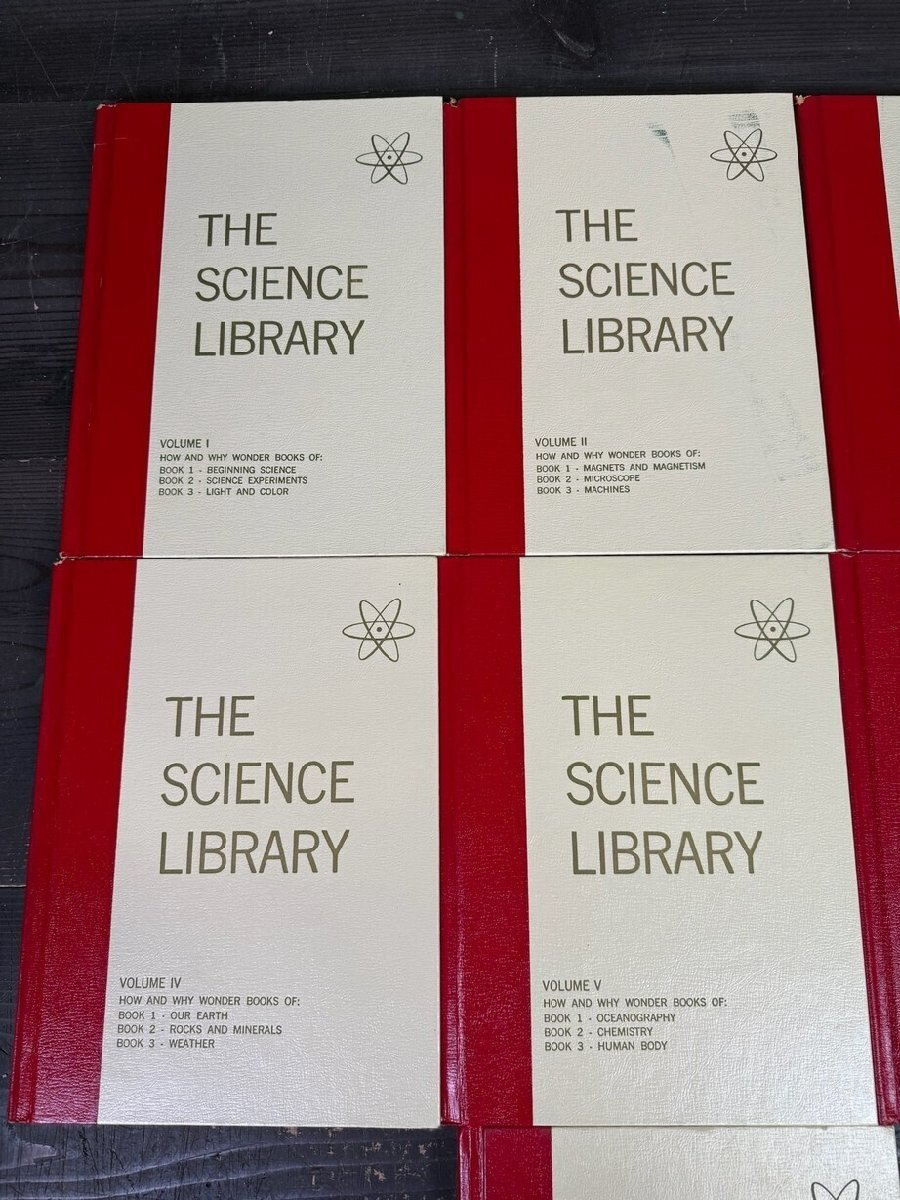 THE
SCIENCE
LIBRARY
VOLUME I
HOW AND WHY WONDER BOOKS OF:
BOOK 1 - BEGINNING SCIENCE
BOOK 2 - SCIENCE EXPERIMENTS
BOOK 3 - LIGHT AND COLOR
THE
SCIENCE
LIBRARY
VOLUME II
HOW AND WHY WONDER BOOKS OF:
BOOK 1 - MAGNETS AND MAGNETISM
BOOK 2 - MICROSCOPE
BOOK 3 - MACHINES
THE
SCIENCE
LIBRARY
VOLUME IV
HOW AND WHY WONDER BOOKS OF:
BOOK 1 - OUR EARTH
BOOK 2 - ROCKS AND MINERALS
BOOK 3 - WEATHER
THE
SCIENCE
LIBRARY
VOLUME V
HOW AND WHY WONDER BOOKS OF:
BOOK 1 - OCEANOGRAPHY
BOOK 2 - CHEMISTRY
BOOK 3 - HUMAN BODY